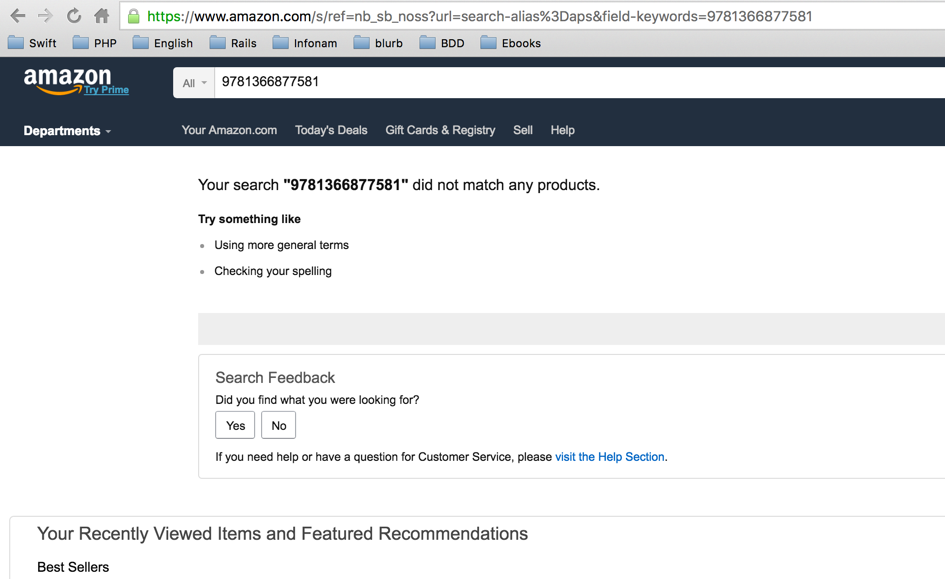 https://www.amazon.com/s/ref=nb_sb_noss?url=search-alias%3Daps&field-keywords=9781366877581
Swift PHP English Rails Infonam blurb BDD Ebooks
amazon
Try Prime
All 9781366877581
Departments Your Amazon.com Today's Deals Gift Cards & Registry Sell Help
Your search "9781366877581" did not match any products.
Try something like
Using more general terms
Checking your spelling
Search Feedback
Did you find what you were looking for?
Yes No
If you need help or have a question for Customer Service, please visit the Help Section.
Your Recently Viewed Items and Featured Recommendations
Best Sellers